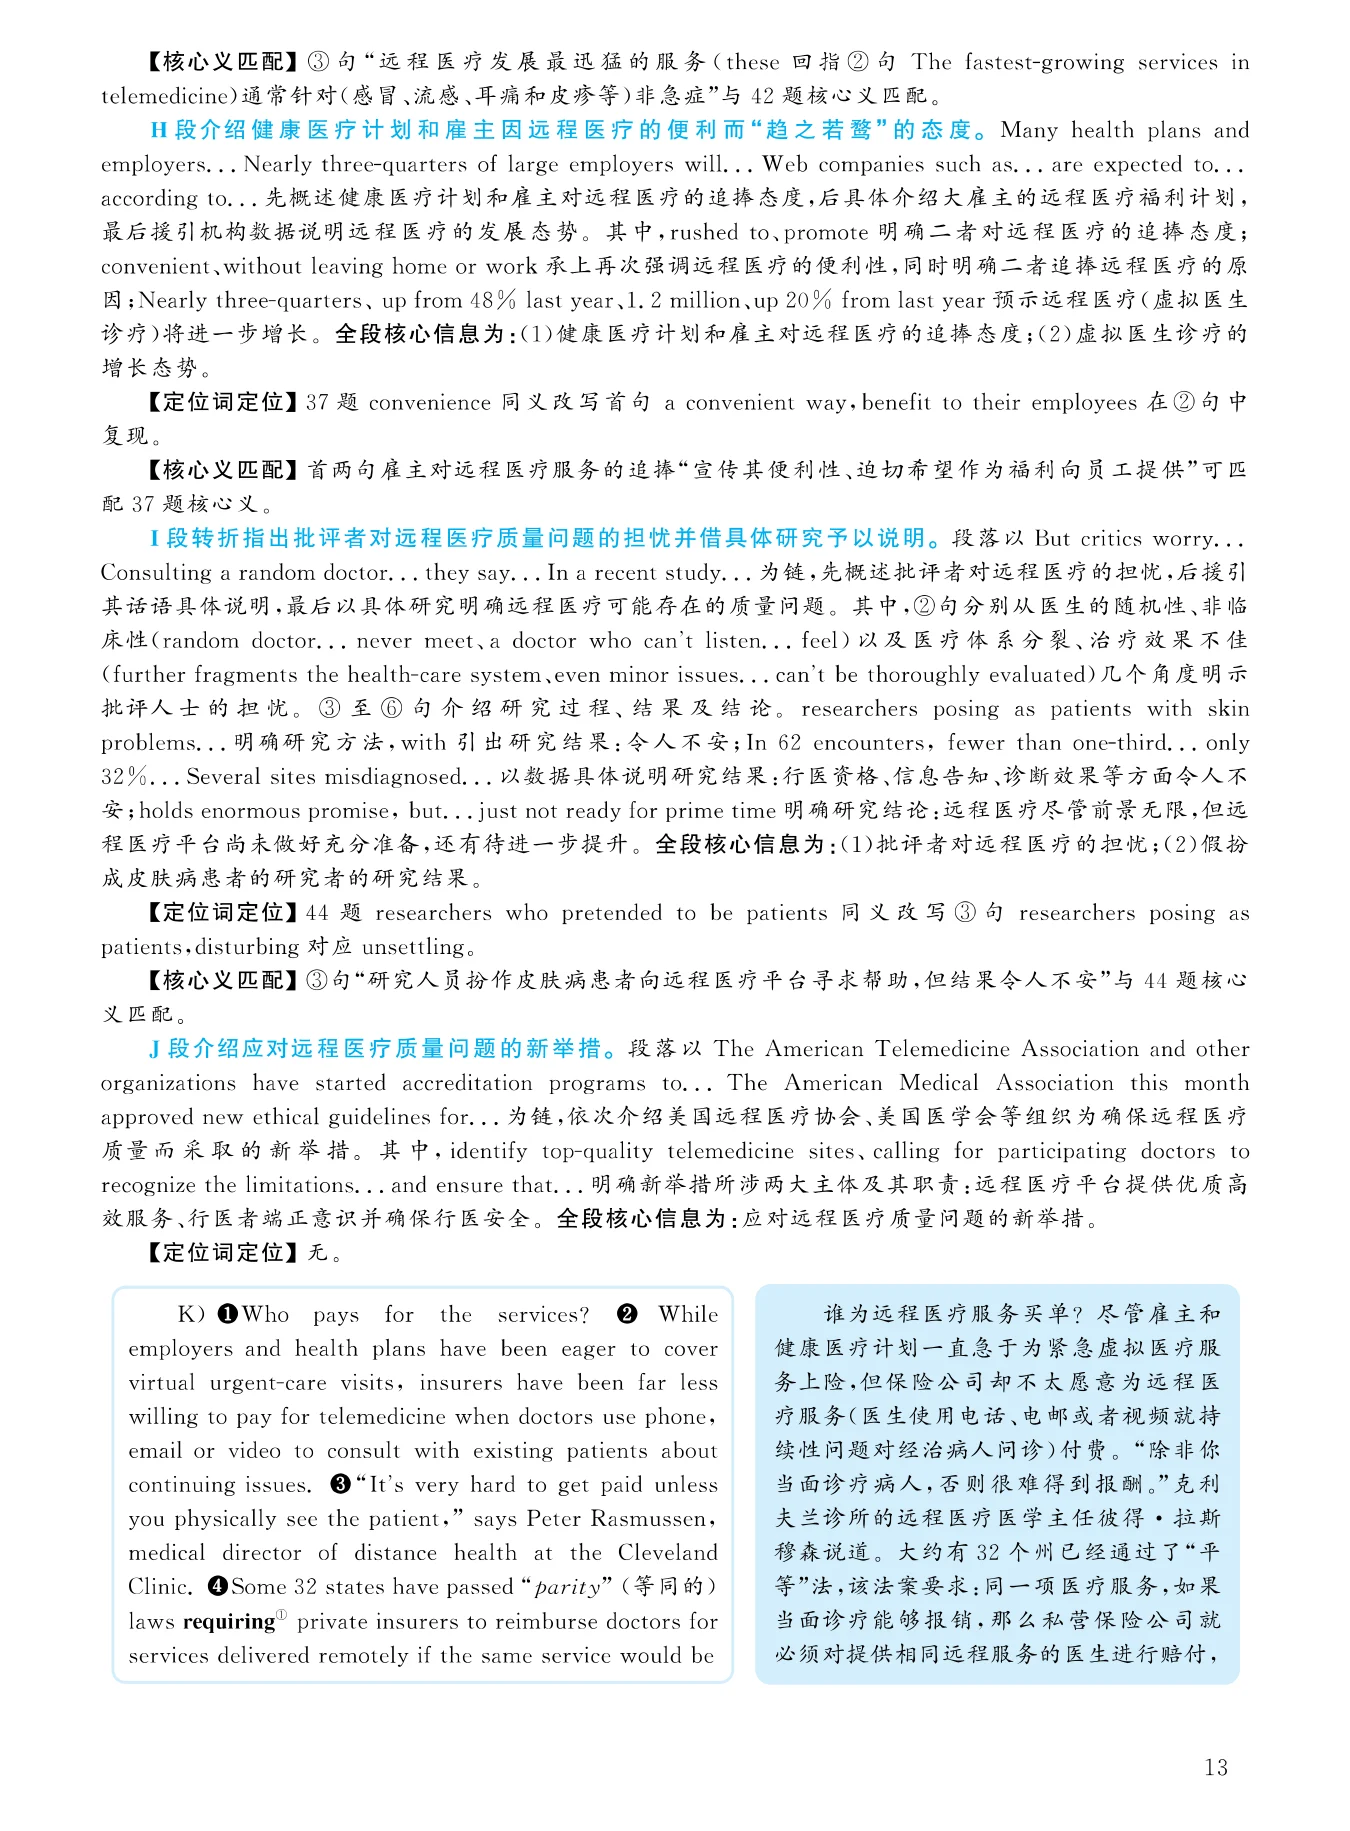 【核心义匹配】③句“远程医疗发展最迅猛的服务(these 回指②句 The fastest-growing services in
telemedicine)通常针对(感冒、流感、耳痛和皮疹等)非急症”与 42 题核心义匹配。
H 段介绍健康医疗计划和雇主因远程医疗的便利而“趋之若鹜”的态度。Many health plans and
employers... Nearly three-quarters of large employers will... Web companies such as... are expected to...
according to... 先概述健康医疗计划和雇主对远程医疗的追捧态度,后具体介绍大雇主的远程医疗福利计划,
最后援引机构数据说明远程医疗的发展态势。其中,rushed to、promote 明确二者对远程医疗的追捧态度;
convenient、without leaving home or work 承上再次强调远程医疗的便利性,同时明确二者追捧远程医疗的原
因;Nearly three-quarters、up from 48% last year、1.2 million、up 20% from last year 预示远程医疗(虚拟医生
诊疗)将进一步增长。全段核心信息为:(1)健康医疗计划和雇主对远程医疗的追捧态度;(2)虚拟医生诊疗的
增长态势。
【定位词定位】37 题 convenience 同义改写首句 a convenient way,benefit to their employees 在②句中
复现。
【核心义匹配】首两句雇主对远程医疗服务的追捧“宣传其便利性、迫切希望作为福利向员工提供”可匹
配 37 题核心义。
I 段转折指出批评者对远程医疗质量问题的担忧并借具体研究予以说明。段落以 But critics worry...
Consulting a random doctor... they say... In a recent study... 为链,先概述批评者对远程医疗的担忧,后援引
其话语具体说明,最后以具体研究明确远程医疗可能存在的质量问题。其中,②句分别从医生的随机性、非临
床性(random doctor... never meet、a doctor who can't listen... feel)以及医疗体系分裂、治疗效果不佳
(further fragments the health-care system、even minor issues... can't be thoroughly evaluated)几个角度明示
批评人士的担忧。③至⑥句介绍研究过程、结果及结论。researchers posing as patients with skin
problems... 明确研究方法,with 引出研究结果:令人不安;In 62 encounters, fewer than one-third... only
32%... Several sites misdiagnosed... 以数据具体说明研究结果:行医资格、信息告知、诊断效果等方面令人不
安;holds enormous promise, but... just not ready for prime time 明确研究结论:远程医疗尽管前景无限,但远
程医疗平台尚未做好充分准备,还有待进一步提升。全段核心信息为:(1)批评者对远程医疗的担忧;(2)假扮
成皮肤病患者的研究者的研究结果。
【定位词定位】44 题 researchers who pretended to be patients 同义改写③句 researchers posing as
patients,disturbing 对应 unsettling。
【核心义匹配】③句“研究人员扮作皮肤病患者向远程医疗平台寻求帮助,但结果令人不安”与 44 题核心
义匹配。
J 段介绍应对远程医疗质量问题的新举措。段落以 The American Telemedicine Association and other
organizations have started accreditation programs to... The American Medical Association this month
approved new ethical guidelines for... 为链,依次介绍美国远程医疗协会、美国医学会等组织为确保远程医疗
质量而采取的新举措。其中,identify top-quality telemedicine sites、calling for participating doctors to
recognize the limitations... and ensure that... 明确新举措所涉两大主体及其职责:远程医疗平台提供优质高
效服务、行医者端正意识并确保行医安全。全段核心信息为:应对远程医疗质量问题的新举措。
【定位词定位】无。
K) ❶Who pays for the services? ❷ While
employers and health plans have been eager to cover
virtual urgent-care visits, insurers have been far less
willing to pay for telemedicine when doctors use phone,
email or video to consult with existing patients about
continuing issues. ❸“It's very hard to get paid unless
you physically see the patient,” says Peter Rasmussen,
medical director of distance health at the Cleveland
Clinic. ❹Some 32 states have passed “parity”(等同的)
laws requiring① private insurers to reimburse doctors for
services delivered remotely if the same service would be
谁为远程医疗服务买单?尽管雇主和
健康医疗计划一直急于为紧急虚拟医疗服
务上险,但保险公司却不太愿意为远程医
疗服务(医生使用电话、电邮或者视频就持
续性问题对经治病人问诊)付费。“除非你
当面诊疗病人,否则很难得到报酬。”克利
夫兰诊所的远程医疗医学主任彼得·拉斯
穆森说道。大约有 32 个州已经通过了“平
等”法,该法案要求:同一项医疗服务,如果
当面诊疗能够报销,那么私营保险公司就
必须对提供相同远程服务的医生进行赔付,
13